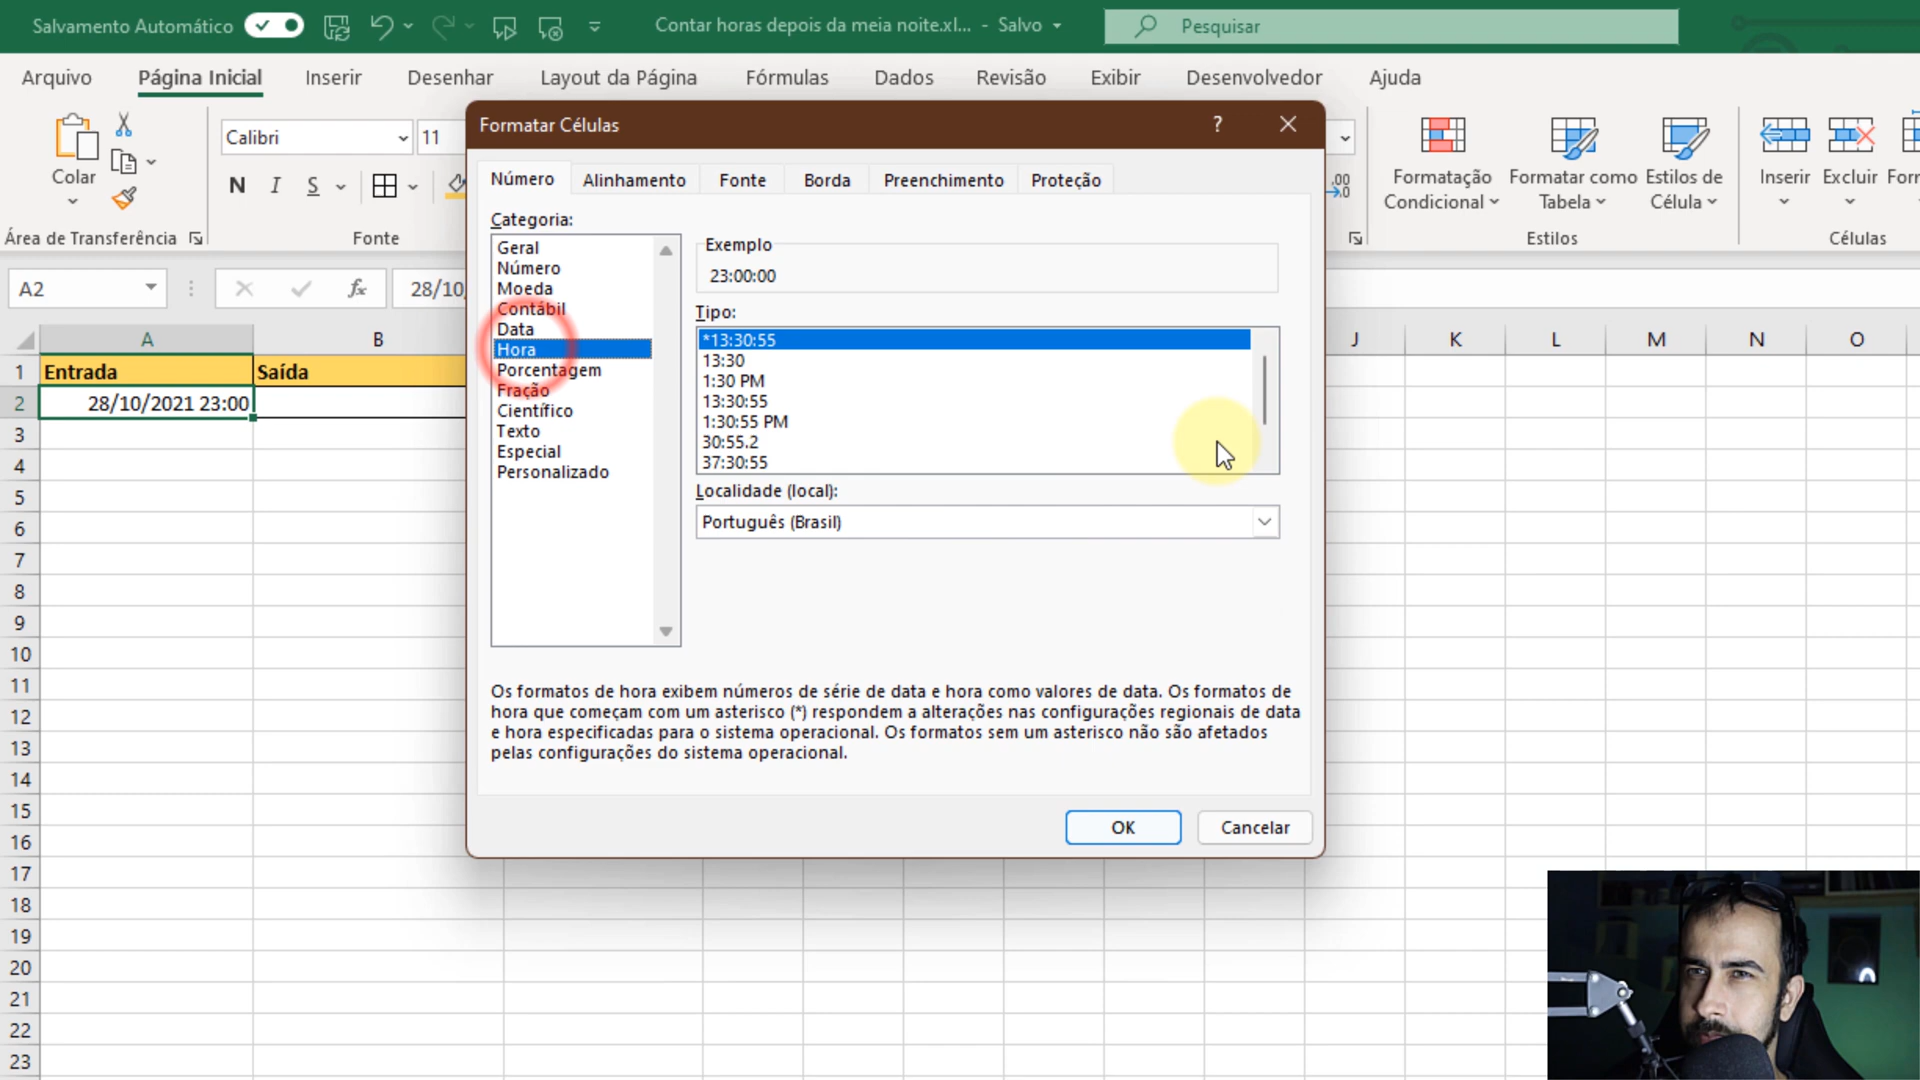 Salvamento Automático
Contar horas depois da meia noite.xl... - Salvo
Pesquisar
Arquivo Página Inicial Inserir Desenhar Layout da Página Fórmulas Dados Revisão Exibir Desenvolvedor Ajuda
Colar
Área de Transferência
Calibri 11
N I S
Fonte
,00
→,0
Formatação Condicional
Formatar como Tabela
Estilos de Célula
Estilos
Inserir Excluir Forr
Células
A2
fx 28/10
A B J K L M N O
1 Entrada Saída
2 28/10/2021 23:00
3
4
5
6
7
8
9
10
11
12
13
14
15
16
17
18
19
20
21
22
23
Formatar Células ?
Número Alinhamento Fonte Borda Preenchimento Proteção
Categoria:
Geral
Número
Moeda
Contábil
Data
Hora
Porcentagem
Fração
Científico
Texto
Especial
Personalizado
Exemplo
23:00:00
Tipo:
*13:30:55
13:30
1:30 PM
13:30:55
1:30:55 PM
30:55.2
37:30:55
Localidade (local):
Português (Brasil)
Os formatos de hora exibem números de série de data e hora como valores de data. Os formatos de
hora que começam com um asterisco (*) respondem a alterações nas configurações regionais de data
e hora especificadas para o sistema operacional. Os formatos sem um asterisco não são afetados
pelas configurações do sistema operacional.
OK Cancelar